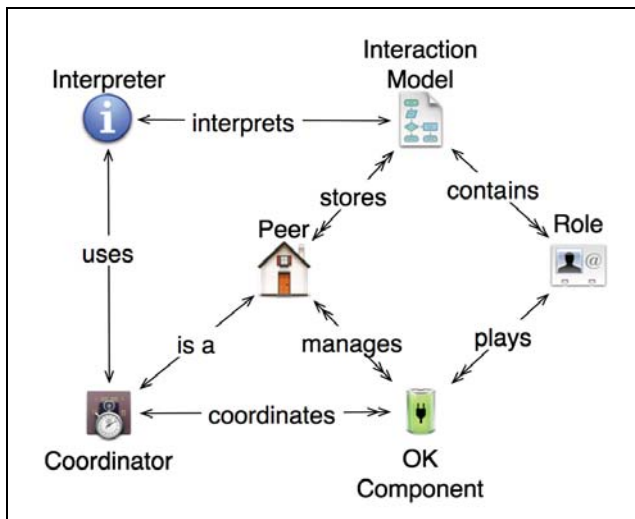 Interaction
Model
Interpreter
interprets
stores
contains
Peer
Role
@
uses
is a
manages
plays
coordinates
Coordinator
OK
Component